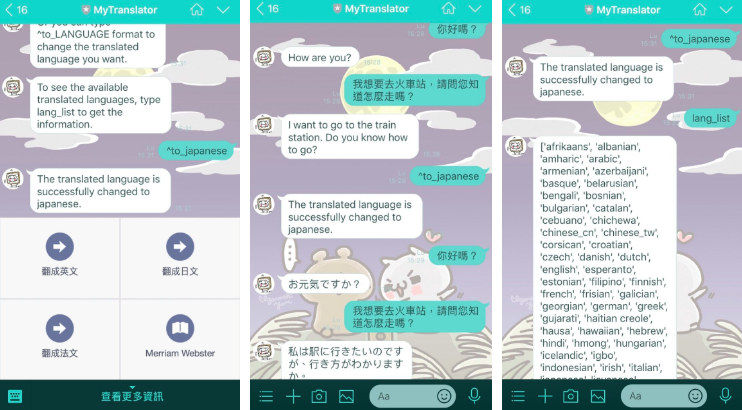 16
MyTranslator
Or you can type
^to_LANGUAGE format to
change the translated
language you want.
To see the available
translated languages, type
lang_list to get the
information.
^to_japanese
The translated language is
successfully changed to
japanese.
翻成英文
翻成日文
翻成法文
Merriam Webster
查看更多資訊
16
MyTranslator
你好嗎？
How are you?
我想要去火車站，請問您知
道怎麼走嗎？
I want to go to the train
station. Do you know how
to go?
^to_japanese
The translated language is
successfully changed to
japanese.
你好嗎？
お元気ですか？
我想要去火車站，請問您知
道怎麼走嗎？
私は駅に行きたいのです
が、行き方がわかります
か。
Aa
16
MyTranslator
^to_japanese
The translated language is
successfully changed to
japanese.
lang_list
['afrikaans', 'albanian',
'amharic', 'arabic',
'armenian', 'azerbaijani',
'basque', 'belarusian',
'bengali', 'bosnian',
'bulgarian', 'catalan',
'cebuano', 'chichewa',
'chinese_cn', 'chinese_tw',
'corsican', 'croatian',
'czech', 'danish', 'dutch',
'english', 'esperanto',
'estonian', 'filipino', 'finnish',
'french', 'frisian', 'galician',
'georgian', 'german', 'greek',
'gujarati', 'haitian creole',
'hausa', 'hawaiian', 'hebrew',
'hindi', 'hmong', 'hungarian',
'icelandic', 'igbo',
'indonesian', 'irish', 'italian',
'japanese', 'javanese',
Aa